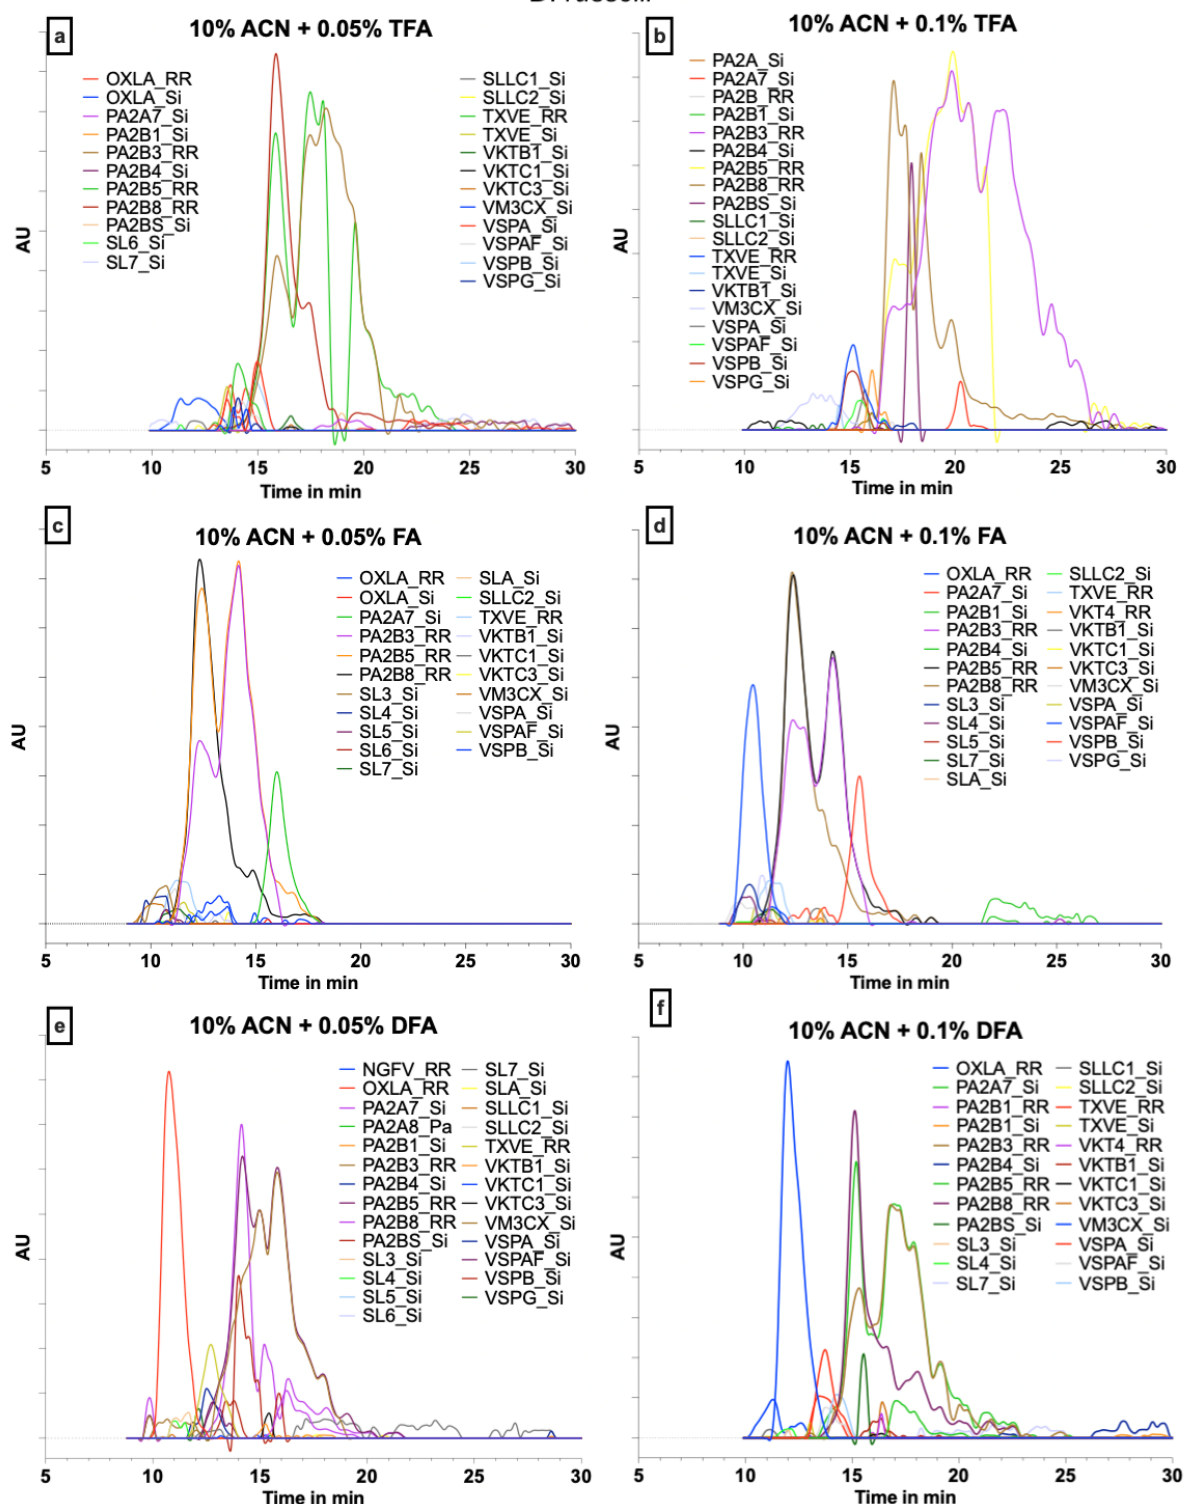 a
10% ACN + 0.05% TFA
OXLA_RR
OXLA_Si
PA2A7_Si
PA2B1_Si
PA2B3_RR
PA2B4_Si
PA2B5_RR
PA2B8_RR
PA2BS_Si
SL6_Si
SL7_Si
SLLC1_Si
SLLC2_Si
TXVE_RR
TXVE_Si
VKTB1_Si
VKTC1_Si
VKTC3_Si
VM3CX_Si
VSPA_Si
VSPAF_Si
VSPB_Si
VSPG_Si
AU
5 10 15 20 25 30
Time in min
b
10% ACN + 0.1% TFA
PA2A_Si
PA2A7_Si
PA2B_RR
PA2B1_Si
PA2B3_RR
PA2B4_Si
PA2B5_RR
PA2B8_RR
PA2BS_Si
SLLC1_Si
SLLC2_Si
TXVE_RR
TXVE_Si
VKTB1_Si
VM3CX_Si
VSPA_Si
VSPAF_Si
VSPB_Si
VSPG_Si
AU
5 10 15 20 25 30
Time in min
c
10% ACN + 0.05% FA
OXLA_RR
OXLA_Si
PA2A7_Si
PA2B3_RR
PA2B5_RR
PA2B8_RR
SL3_Si
SL4_Si
SL5_Si
SL6_Si
SL7_Si
SLA_Si
SLLC2_Si
TXVE_RR
VKTB1_Si
VKTC1_Si
VKTC3_Si
VM3CX_Si
VSPA_Si
VSPAF_Si
VSPB_Si
AU
5 10 15 20 25 30
Time in min
d
10% ACN + 0.1% FA
OXLA_RR
PA2A7_Si
PA2B1_Si
PA2B3_RR
PA2B4_Si
PA2B5_RR
PA2B8_RR
SL3_Si
SL4_Si
SL5_Si
SL7_Si
SLA_Si
SLLC2_Si
TXVE_RR
VKT4_RR
VKTB1_Si
VKTC1_Si
VKTC3_Si
VM3CX_Si
VSPA_Si
VSPAF_Si
VSPB_Si
VSPG_Si
AU
5 10 15 20 25 30
Time in min
e
10% ACN + 0.05% DFA
NGFV_RR
OXLA_RR
PA2A7_Si
PA2A8_Pa
PA2B1_Si
PA2B3_RR
PA2B4_Si
PA2B5_RR
PA2B8_RR
PA2BS_Si
SL3_Si
SL4_Si
SL5_Si
SL6_Si
SL7_Si
SLA_Si
SLLC1_Si
SLLC2_Si
TXVE_RR
VKTB1_Si
VKTC1_Si
VKTC3_Si
VM3CX_Si
VSPA_Si
VSPAF_Si
VSPB_Si
VSPG_Si
AU
5 10 15 20 25 30
Time in min
f
10% ACN + 0.1% DFA
OXLA_RR
PA2A7_Si
PA2B1_RR
PA2B1_Si
PA2B3_RR
PA2B4_Si
PA2B5_RR
PA2B8_RR
PA2BS_Si
SL3_Si
SL4_Si
SL7_Si
SLLC1_Si
SLLC2_Si
TXVE_RR
TXVE_Si
VKT4_RR
VKTB1_Si
VKTC1_Si
VKTC3_Si
VM3CX_Si
VSPA_Si
VSPAF_Si
VSPB_Si
AU
5 10 15 20 25 30
Time in min